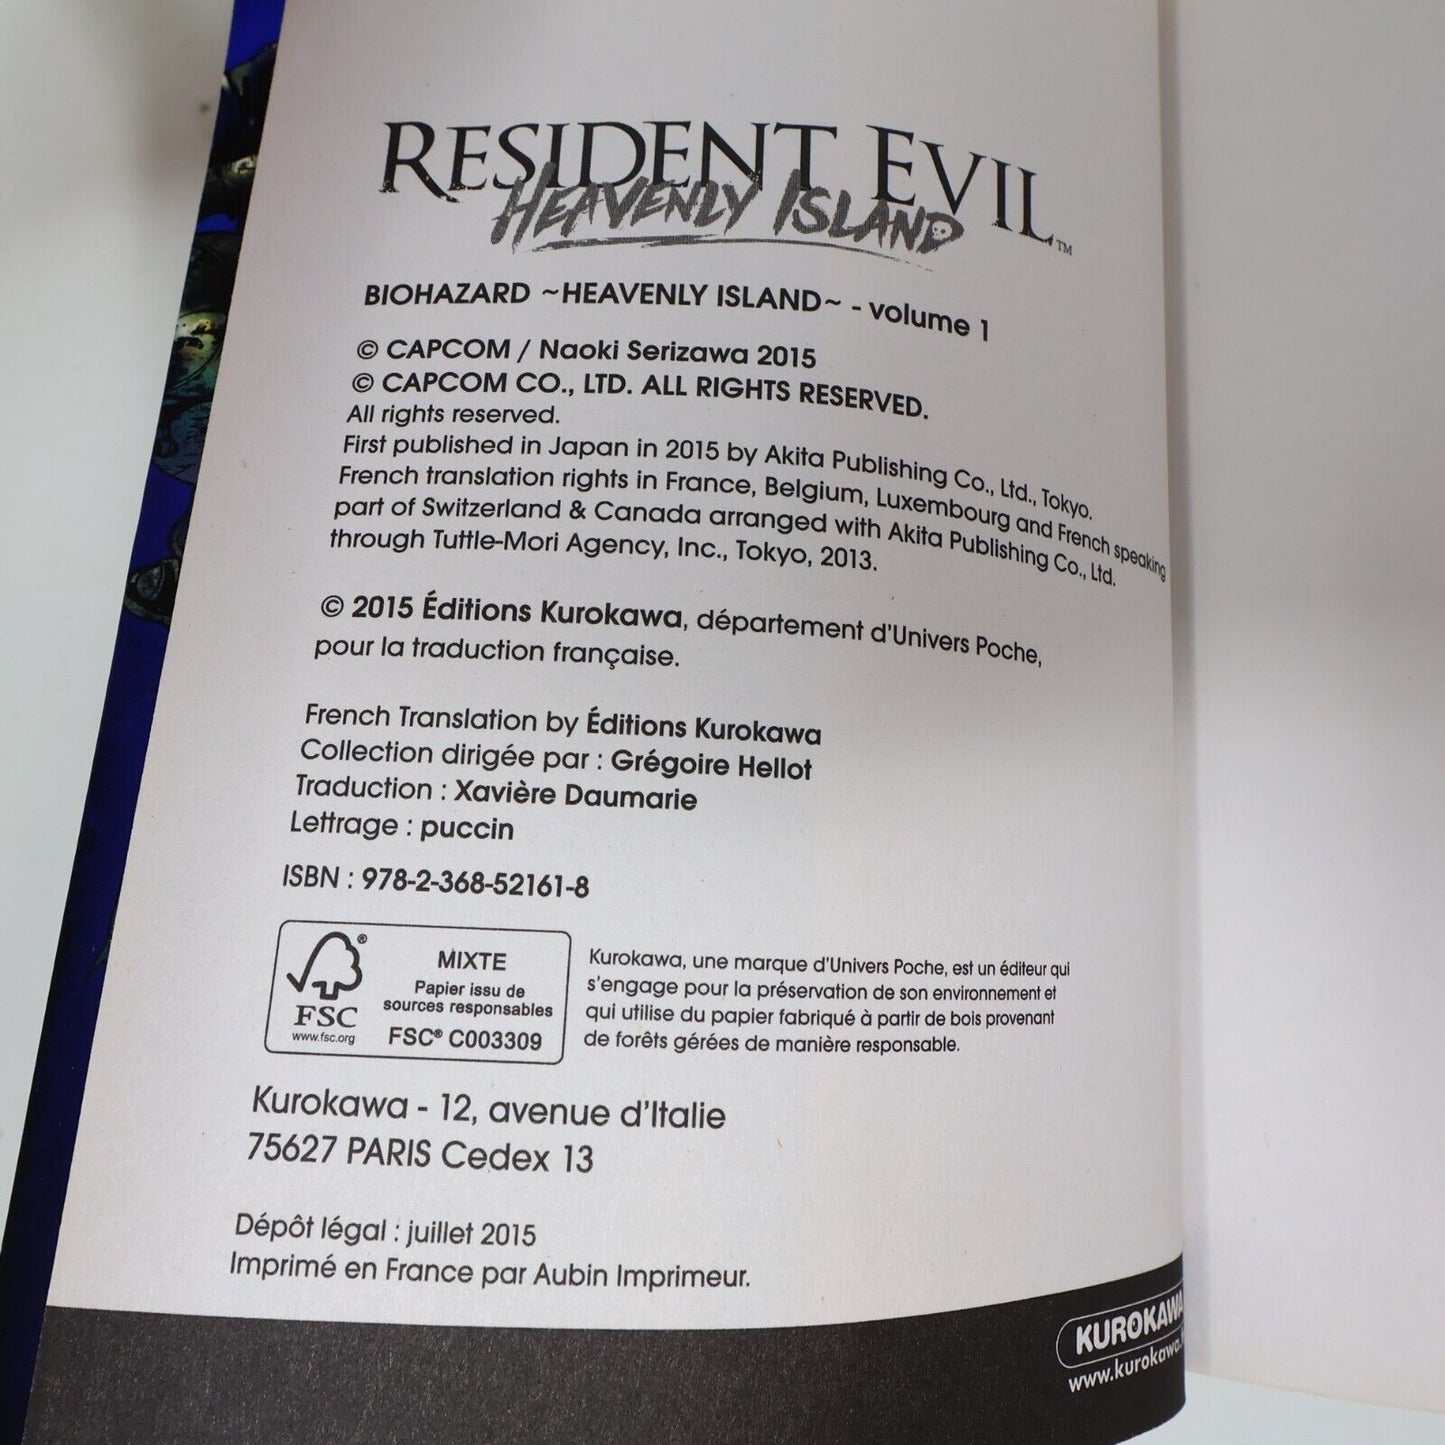 RESIDENT EVIL™
HEAVENLY ISLAND
BIOHAZARD ~HEAVENLY ISLAND~ - volume 1
© CAPCOM / Naoki Serizawa 2015
© CAPCOM CO., LTD. ALL RIGHTS RESERVED.
All rights reserved.
First published in Japan in 2015 by Akita Publishing Co., Ltd., Tokyo.
French translation rights in France, Belgium, Luxembourg and French speaking
part of Switzerland & Canada arranged with Akita Publishing Co., Ltd.
through Tuttle-Mori Agency, Inc., Tokyo, 2013.
© 2015 Éditions Kurokawa, département d'Univers Poche,
pour la traduction française.
French Translation by Éditions Kurokawa
Collection dirigée par : Grégoire Hellot
Traduction : Xavière Daumarie
Lettrage : puccin
ISBN : 978-2-368-52161-8
FSC®
www.fsc.org
MIXTE
Papier issu de
sources responsables
FSC® C003309
Kurokawa, une marque d'Univers Poche, est un éditeur qui
s'engage pour la préservation de son environnement et
qui utilise du papier fabriqué à partir de bois provenant
de forêts gérées de manière responsable.
Kurokawa - 12, avenue d'Italie
75627 PARIS Cedex 13
Dépôt légal : juillet 2015
Imprimé en France par Aubin Imprimeur.
KUROKAWA
www.kurokawa.